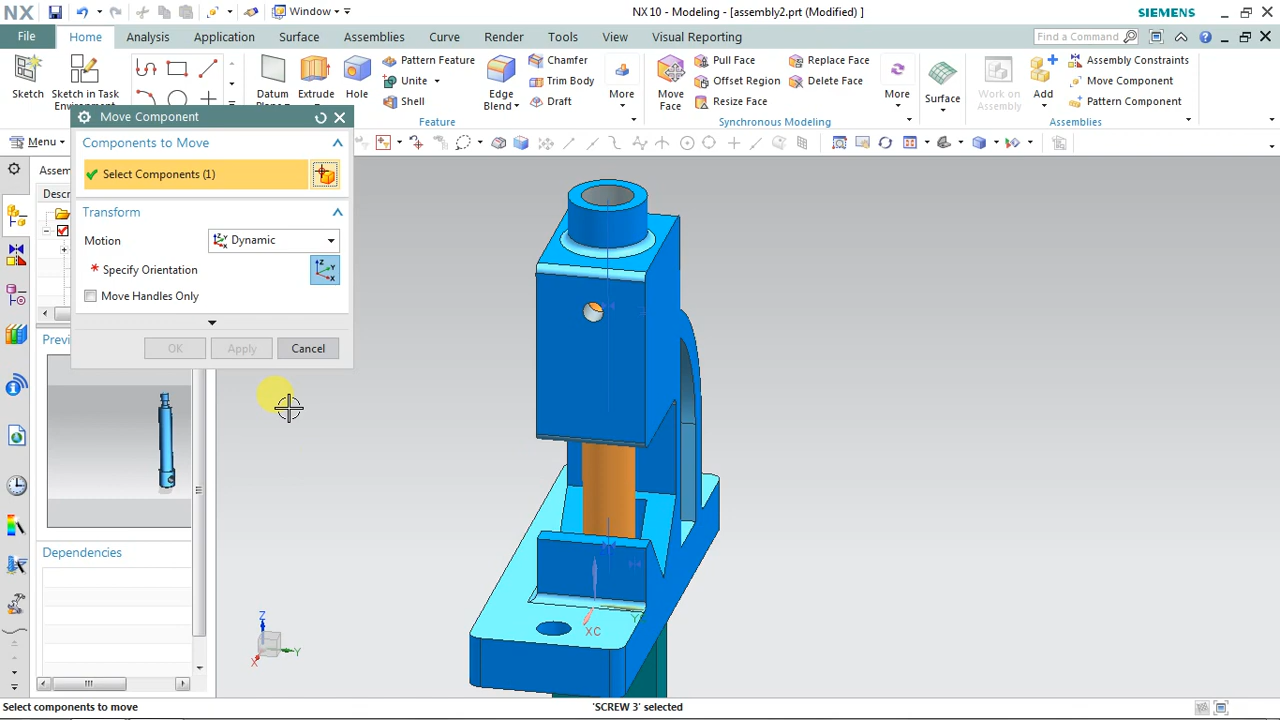 NX
Window
NX 10 - Modeling - [assembly2.prt (Modified) ]
SIEMENS
File
Home
Analysis
Application
Surface
Assemblies
Curve
Render
Tools
View
Visual Reporting
Find a Command
Sketch
Sketch in Task
Environment
Datum
Plane
Extrude
Hole
Pattern Feature
Unite
Shell
Edge
Blend
Chamfer
Trim Body
Draft
More
Feature
Move
Face
Pull Face
Offset Region
Resize Face
Replace Face
Delete Face
More
Synchronous Modeling
Surface
Work on
Assembly
Add
Assembly Constraints
Move Component
Pattern Component
Assemblies
Menu
Move Component
Components to Move
Select Components (1)
Transform
Motion
Dynamic
* Specify Orientation
Move Handles Only
OK
Apply
Cancel
Assem
Descr
Previ
Dependencies
XC
Z
X
Y
Select components to move
'SCREW 3' selected